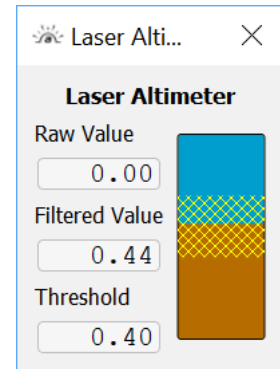 Laser Alti...
Laser Altimeter
Raw Value
0.00
Filtered Value
0.44
Threshold
0.40